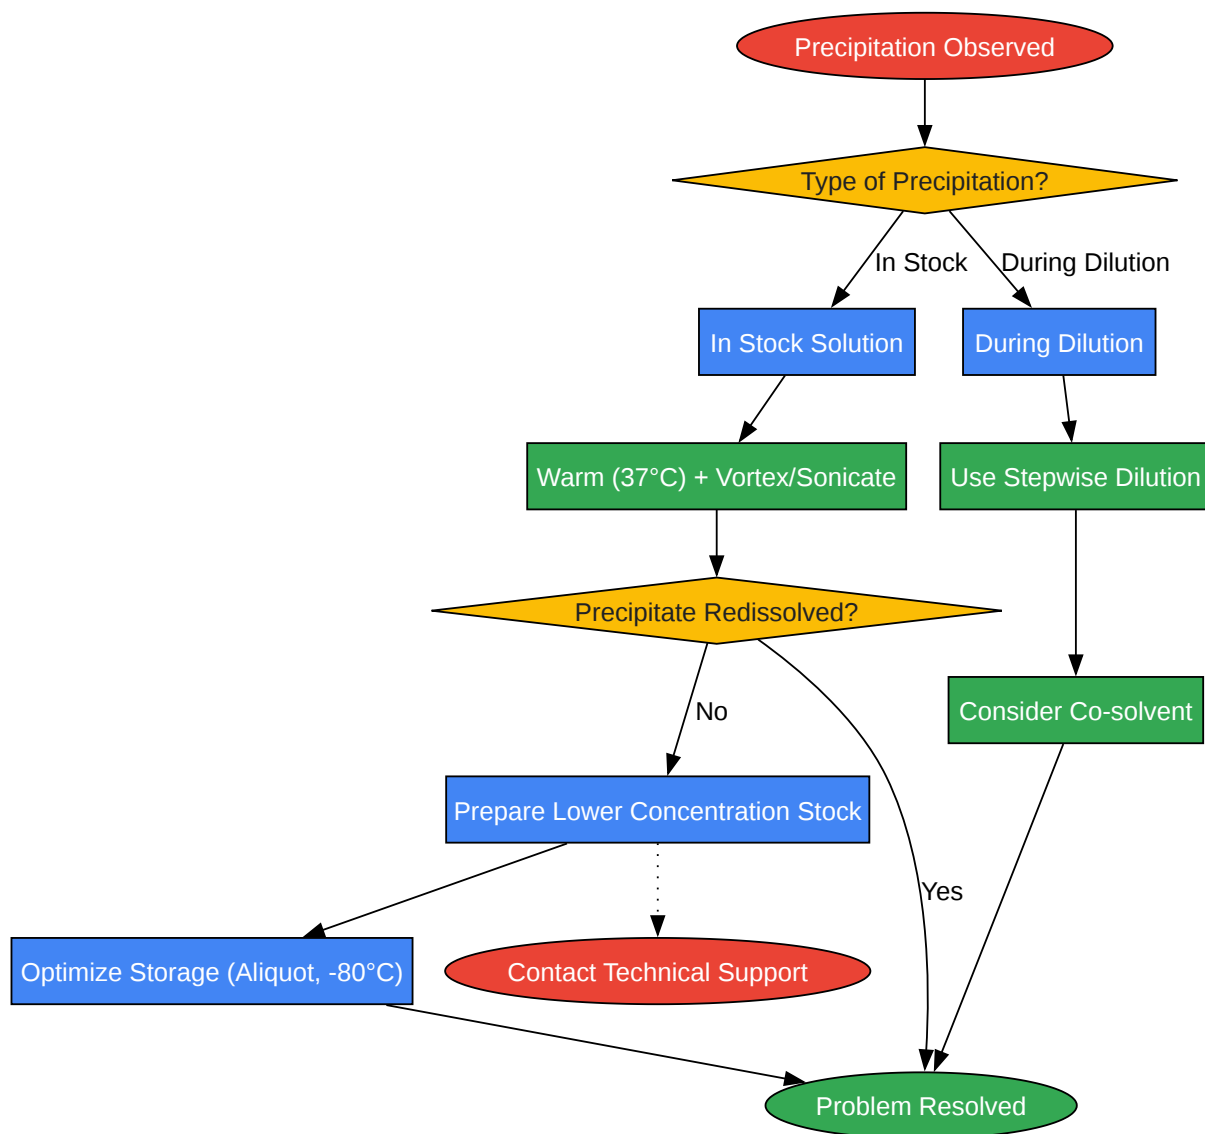 Precipitation Observed
Type of Precipitation?
In Stock
During Dilution
In Stock Solution
During Dilution
Warm (37°C) + Vortex/Sonicate
Use Stepwise Dilution
Precipitate Redissolved?
No
Consider Co-solvent
Prepare Lower Concentration Stock
Yes
Optimize Storage (Aliquot, -80°C)
Contact Technical Support
Problem Resolved